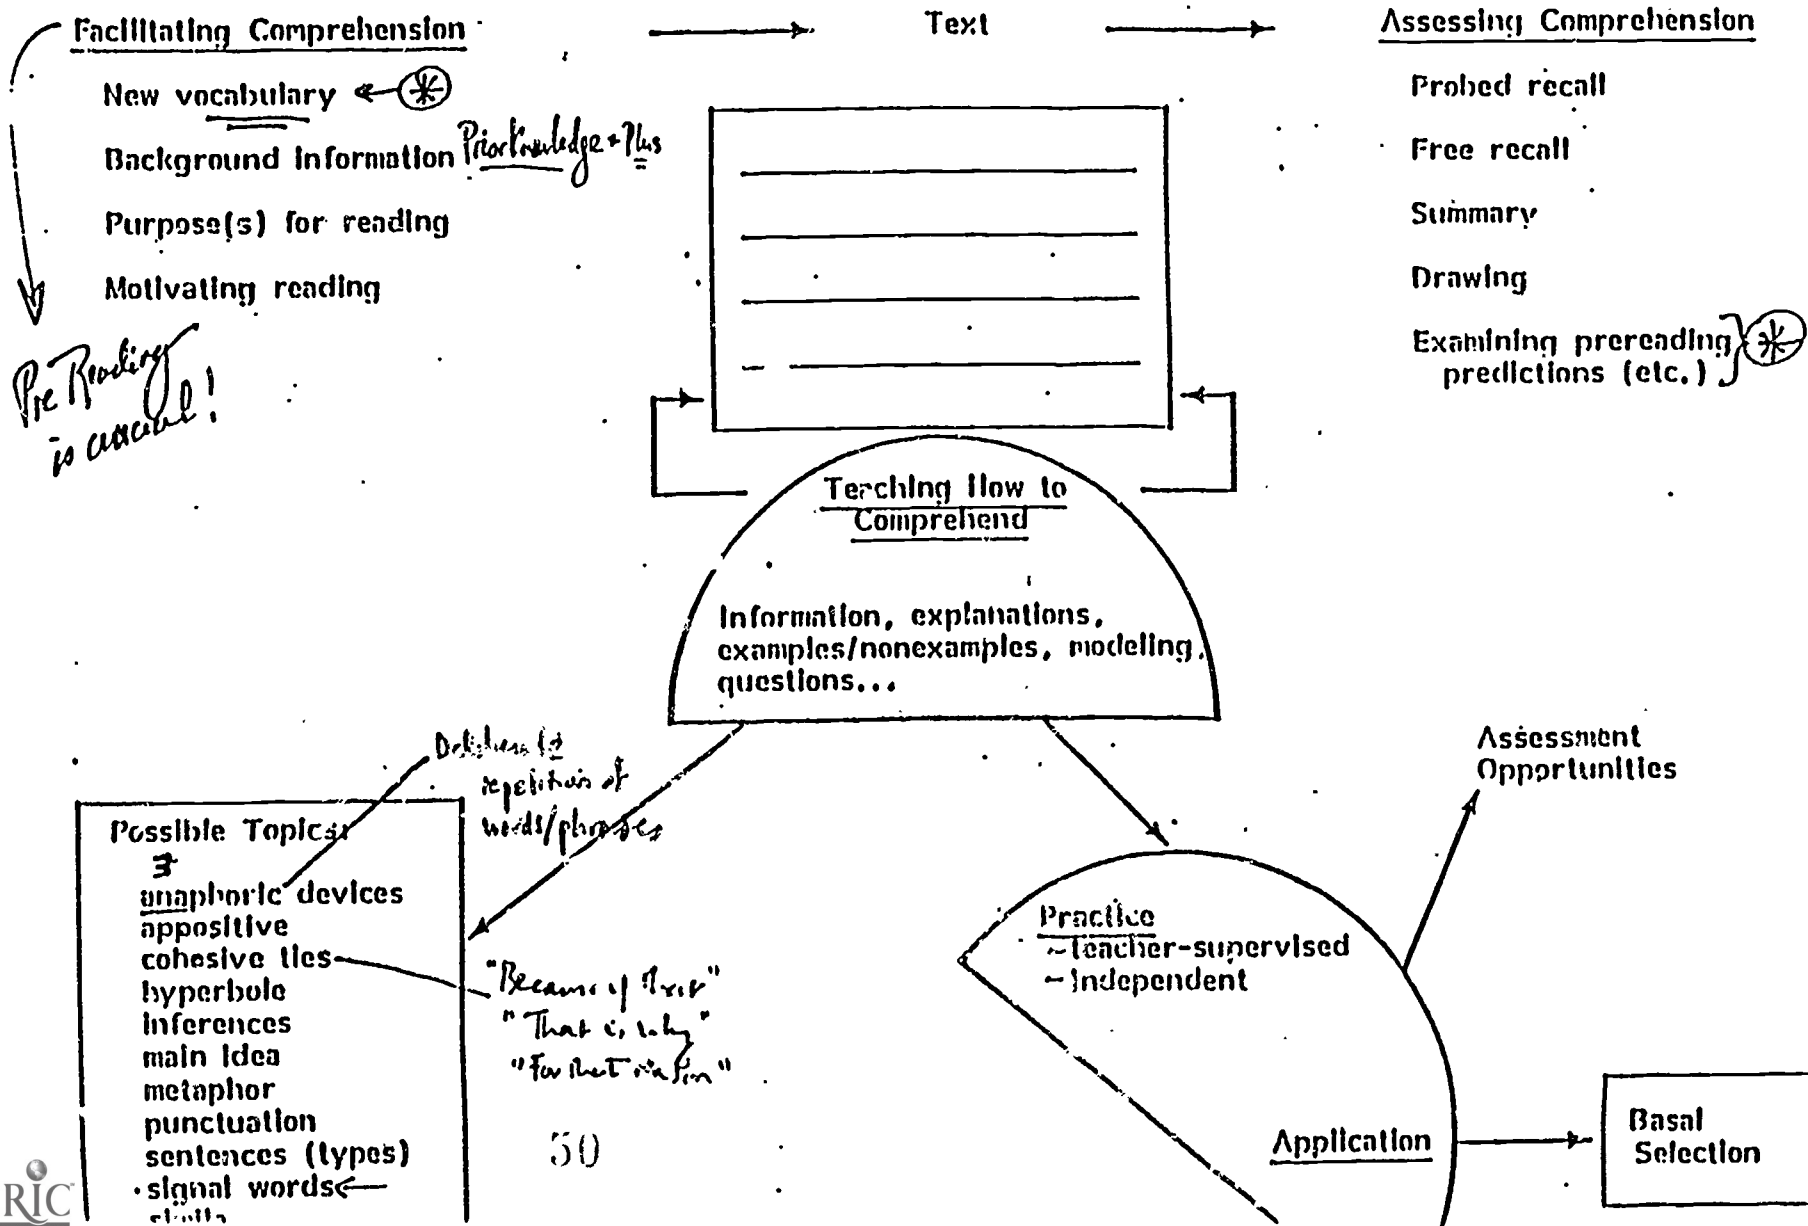 Facilitating Comprehension
New vocabulary
Background Information Prior Knowledge + Plus
Purpose(s) for reading
Motivating reading
Pre Reading
is crucial!
Text
Assessing Comprehension
Probed recall
Free recall
Summary
Drawing
Examining prereading
predictions (etc.)
Teaching How to
Comprehend
Information, explanations,
examples/nonexamples, modeling,
questions...
repetition of
words/phrases
Possible Topics:
anaphoric devices
appositive
cohesive ties
hyperbole
inferences
main idea
metaphor
punctuation
sentences (types)
signal words
"Because of that"
"That is why"
"For that reason"
50
Assessment
Opportunities
Practice
-teacher-supervised
-Independent
Application
Basal
Selection
RIC